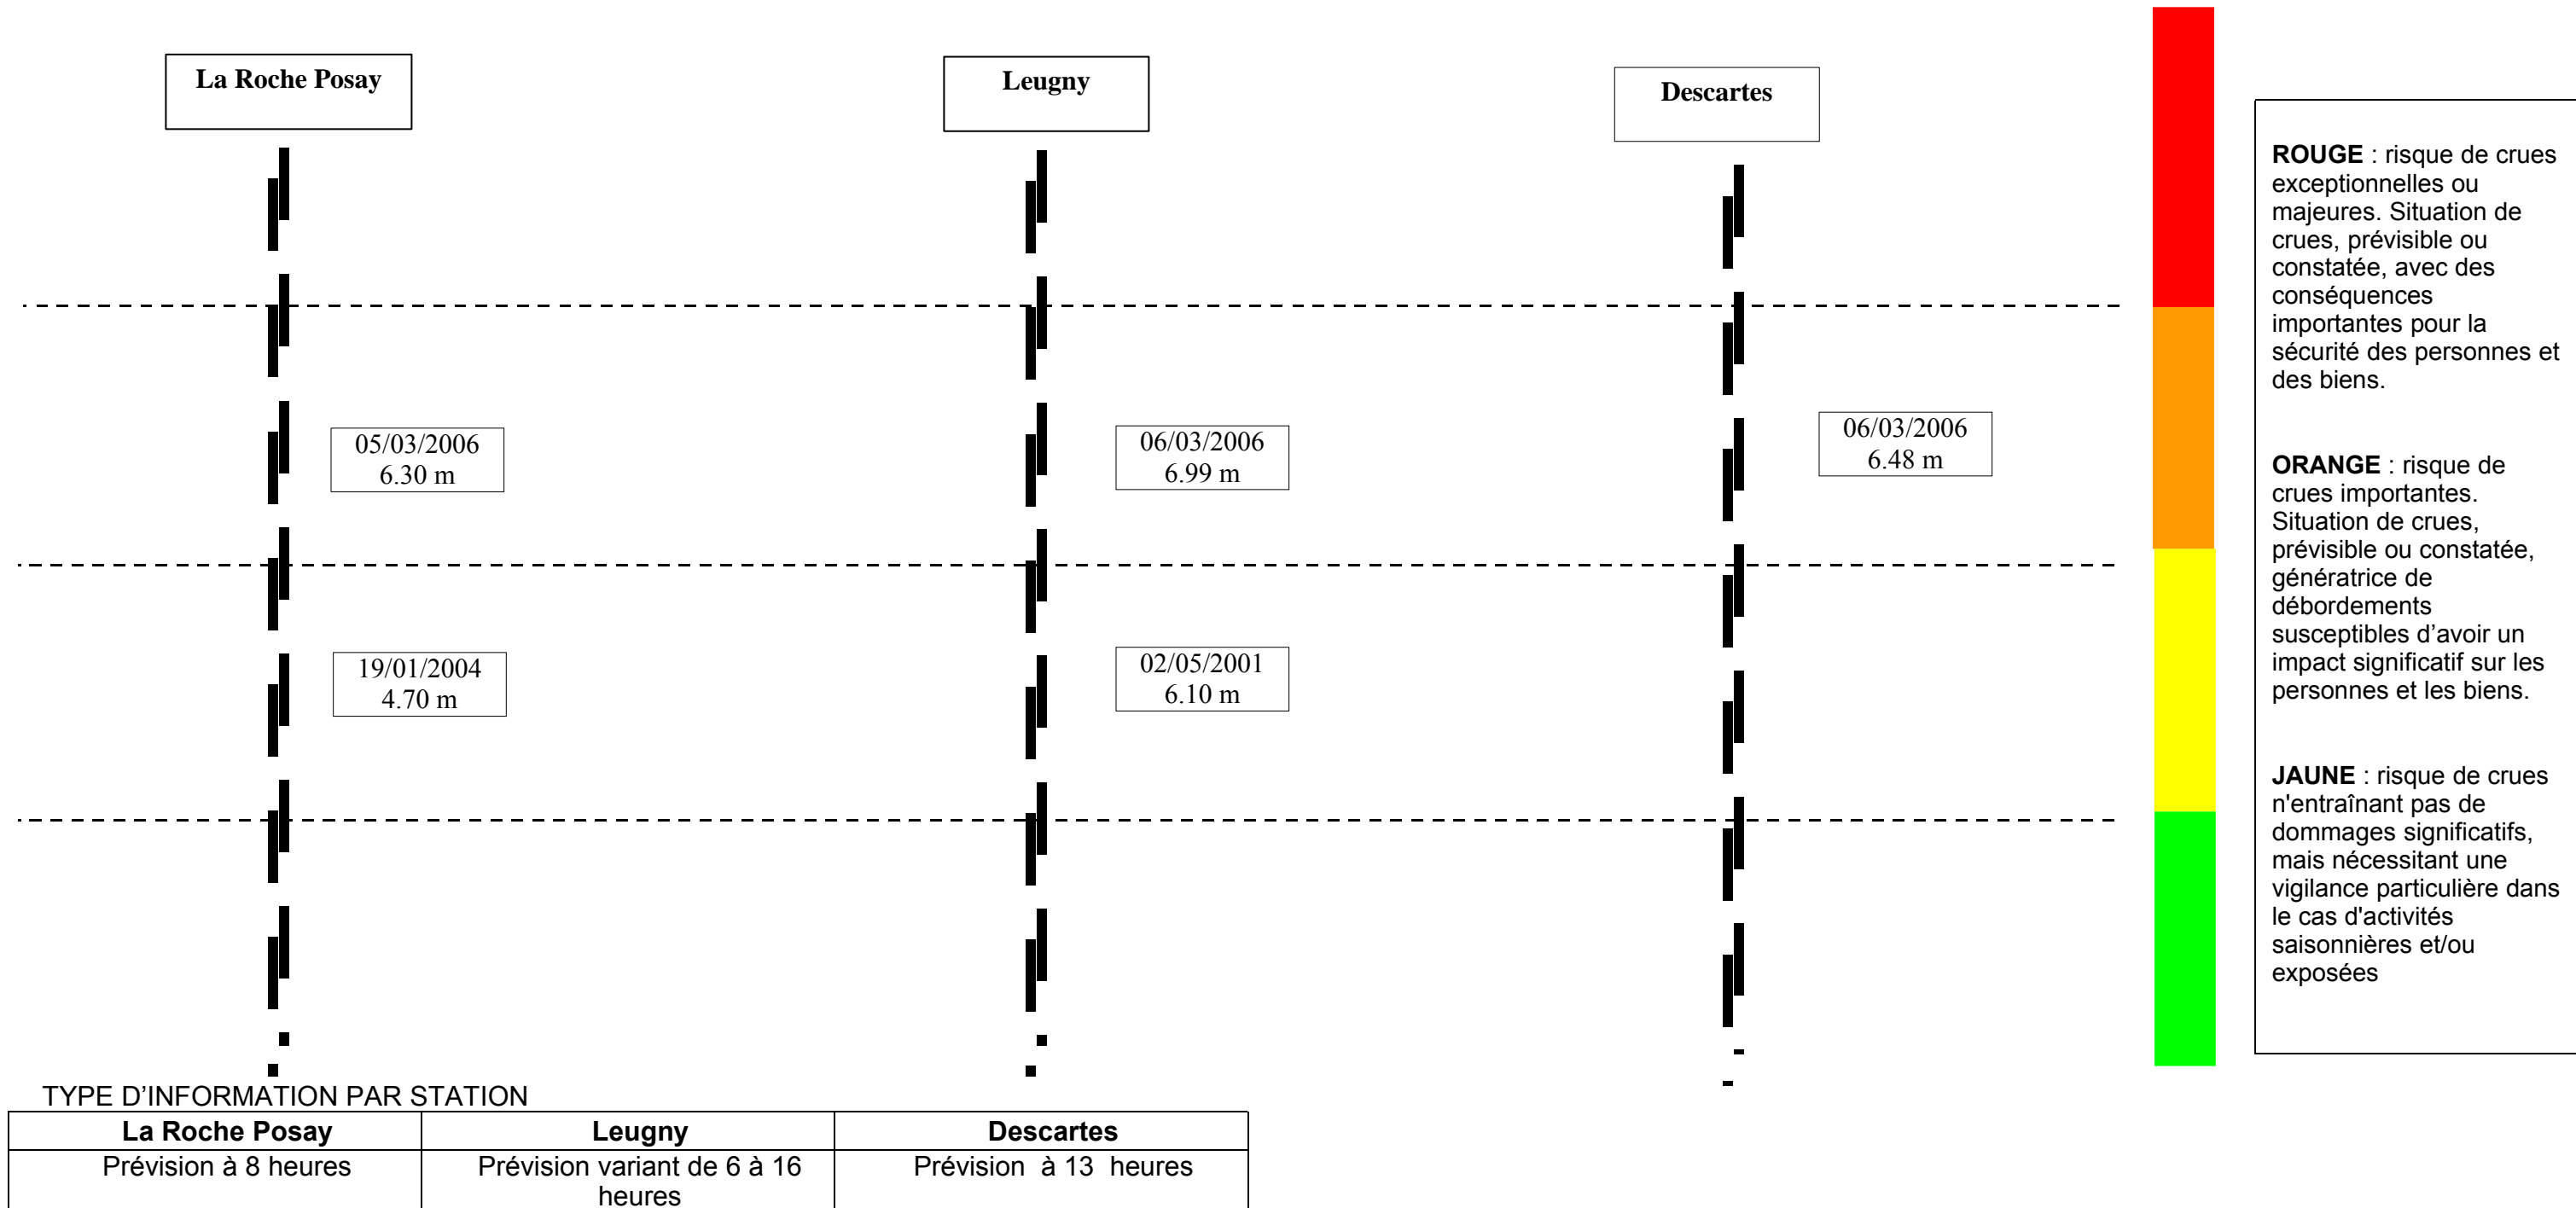 La Roche Posay
Leugny
Descartes
05/03/2006
6.30 m
06/03/2006
6.99 m
06/03/2006
6.48 m
19/01/2004
4.70 m
02/05/2001
6.10 m
ROUGE : risque de crues
exceptionnelles ou
majeures. Situation de
crues, prévisible ou
constatée, avec des
conséquences
importantes pour la
sécurité des personnes et
des biens.
ORANGE : risque de
crues importantes.
Situation de crues,
prévisible ou constatée,
génératrice de
débordements
susceptibles d’avoir un
impact significatif sur les
personnes et les biens.
JAUNE : risque de crues
n'entraînant pas de
dommages significatifs,
mais nécessitant une
vigilance particulière dans
le cas d'activités
saisonnières et/ou
exposées
TYPE D’INFORMATION PAR STATION
La Roche Posay
Leugny
Descartes
Prévision à 8 heures
Prévision variant de 6 à 16
heures
Prévision à 13 heures